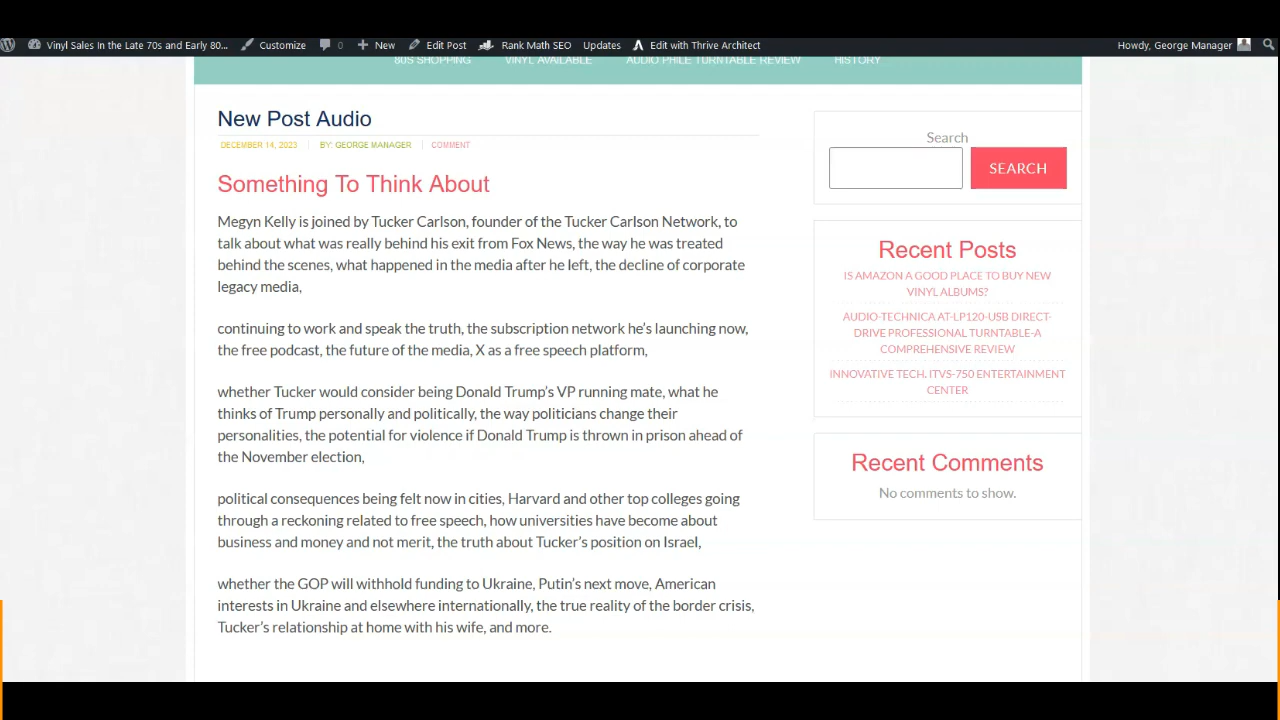 Vinyl Sales In the Late 70s and Early 80... Customize 0 New Edit Post Rank Math SEO Updates Edit with Thrive Architect Howdy, George Manager
80S SHOPPING VINYL AVAILABLE AUDIO PHILE TURNTABLE REVIEW HISTORY
New Post Audio
DECEMBER 14, 2023 BY: GEORGE MANAGER COMMENT
Something To Think About
Megyn Kelly is joined by Tucker Carlson, founder of the Tucker Carlson Network, to
talk about what was really behind his exit from Fox News, the way he was treated
behind the scenes, what happened in the media after he left, the decline of corporate
legacy media,
continuing to work and speak the truth, the subscription network he's launching now,
the free podcast, the future of the media, X as a free speech platform,
whether Tucker would consider being Donald Trump's VP running mate, what he
thinks of Trump personally and politically, the way politicians change their
personalities, the potential for violence if Donald Trump is thrown in prison ahead of
the November election,
political consequences being felt now in cities, Harvard and other top colleges going
through a reckoning related to free speech, how universities have become about
business and money and not merit, the truth about Tucker's position on Israel,
whether the GOP will withhold funding to Ukraine, Putin's next move, American
interests in Ukraine and elsewhere internationally, the true reality of the border crisis,
Tucker's relationship at home with his wife, and more.
Search
SEARCH
Recent Posts
IS AMAZON A GOOD PLACE TO BUY NEW
VINYL ALBUMS?
AUDIO-TECHNICA AT-LP120-USB DIRECT-
DRIVE PROFESSIONAL TURNTABLE-A
COMPREHENSIVE REVIEW
INNOVATIVE TECH. ITVS-750 ENTERTAINMENT
CENTER
Recent Comments
No comments to show.